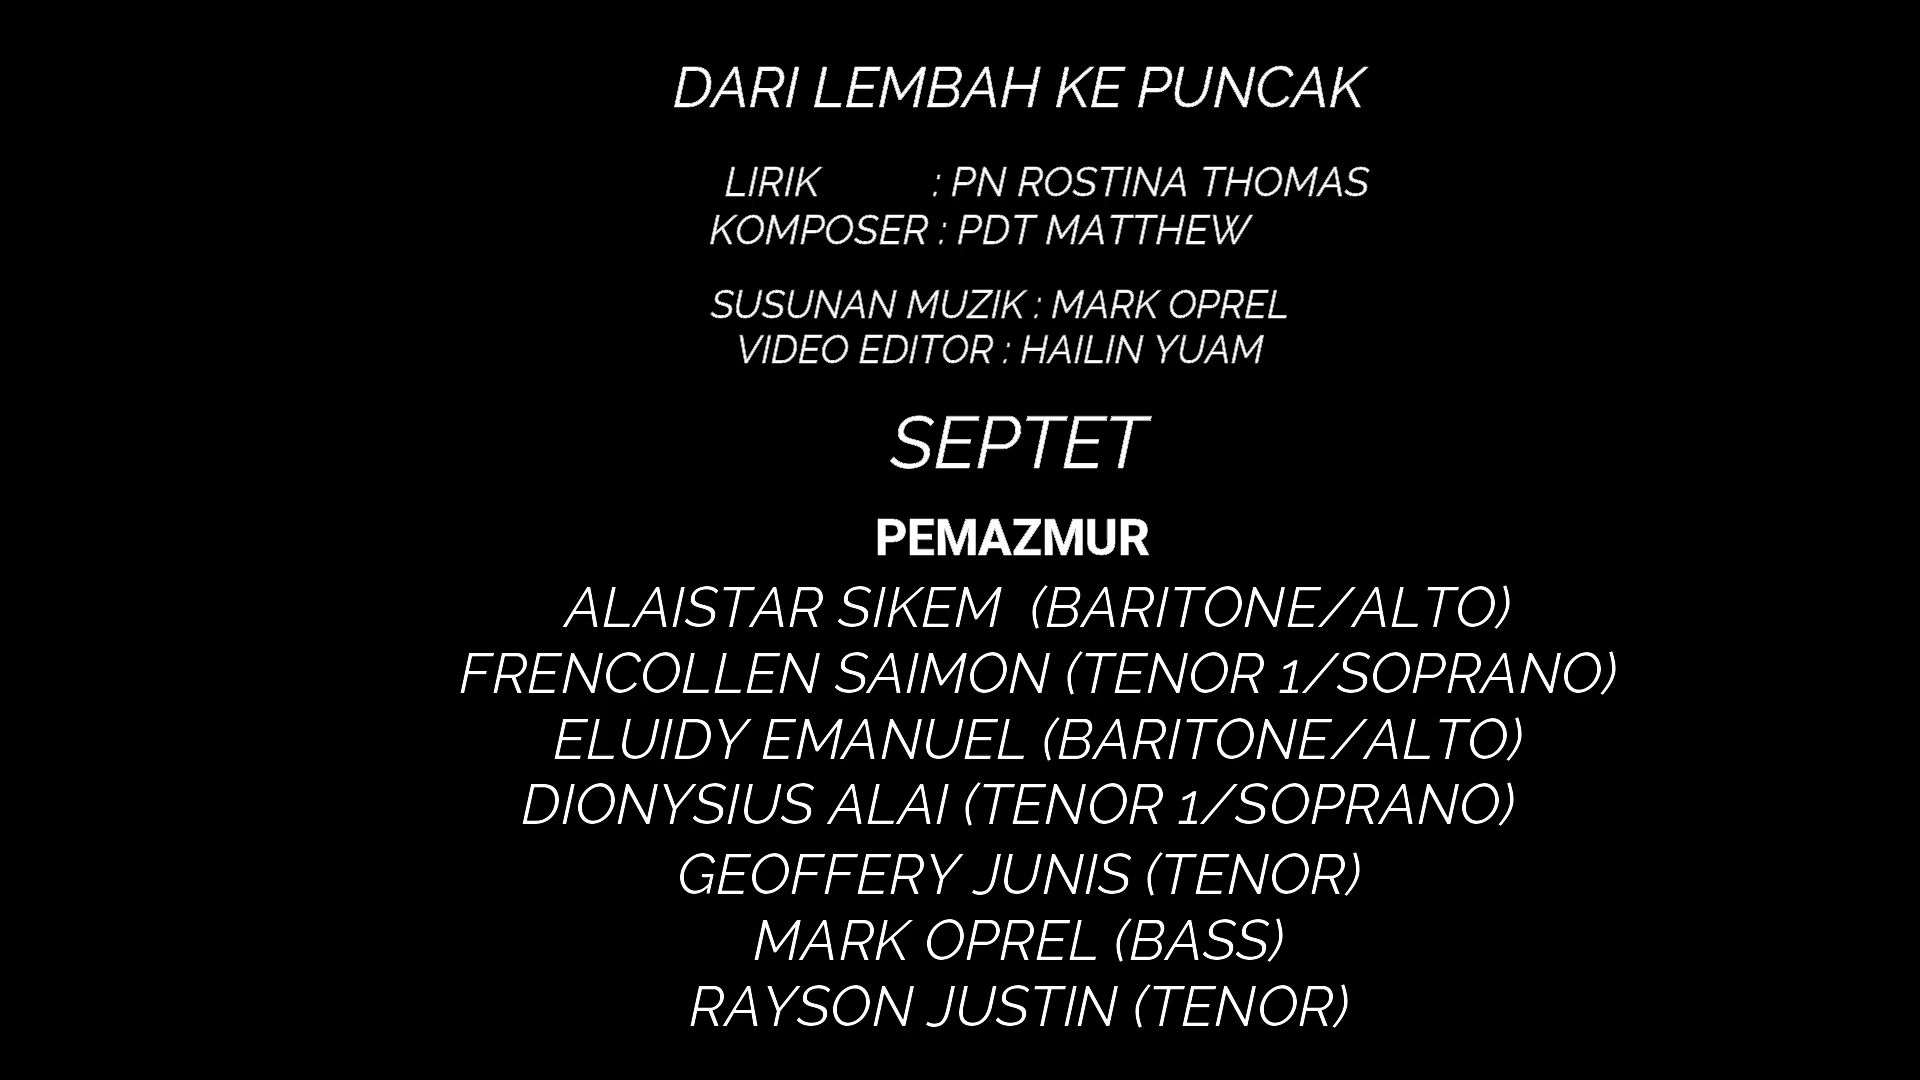 DARI LEMBAH KE PUNCAK
LIRIK : PN ROSTINA THOMAS
KOMPOSER : PDT MATTHEW
SUSUNAN MUZIK : MARK OPREL
VIDEO EDITOR : HAILIN YUAM
SEPTET
PEMAZMUR
ALAISTAR SIKEM (BARITONE/ALTO)
FRENCOLLEN SAIMON (TENOR 1/SOPRANO)
ELUIDY EMANUEL (BARITONE/ALTO)
DIONYSIUS ALAI (TENOR 1/SOPRANO)
GEOFFERY JUNIS (TENOR)
MARK OPREL (BASS)
RAYSON JUSTIN (TENOR)